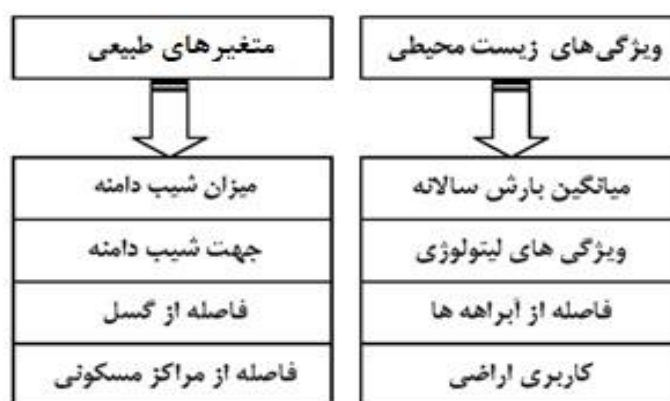 ویژگی‌های زیست محیطی
متغیرهای طبیعی
میانگین بارش سالانه
میزان شیب دامنه
ویژگی های لیتولوژی
جهت شیب دامنه
فاصله از آبراهه ها
فاصله از گسل
کاربری اراضی
فاصله از مراکز مسکونی